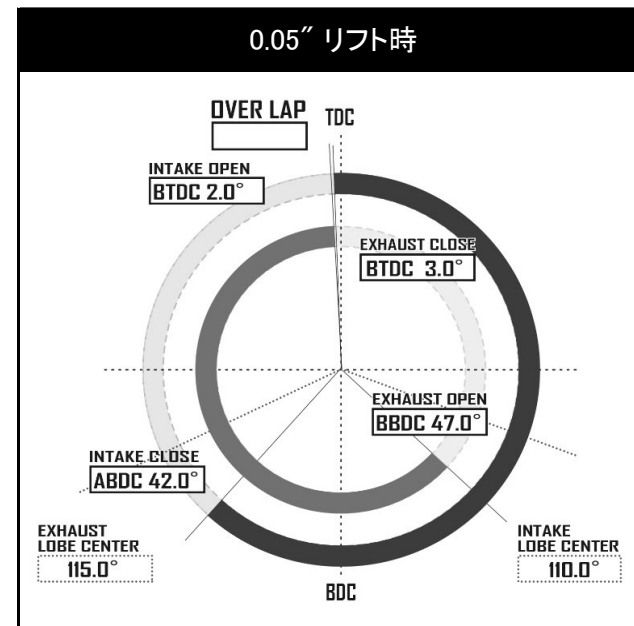 0.05″ リフト時
OVER LAP
TDC
INTAKE OPEN
BTDC 2.0°
EXHAUST CLOSE
BTDC 3.0°
EXHAUST OPEN
BBDC 47.0°
INTAKE CLOSE
ABDC 42.0°
EXHAUST
LOBE CENTER
115.0°
INTAKE
LOBE CENTER
110.0°
BDC